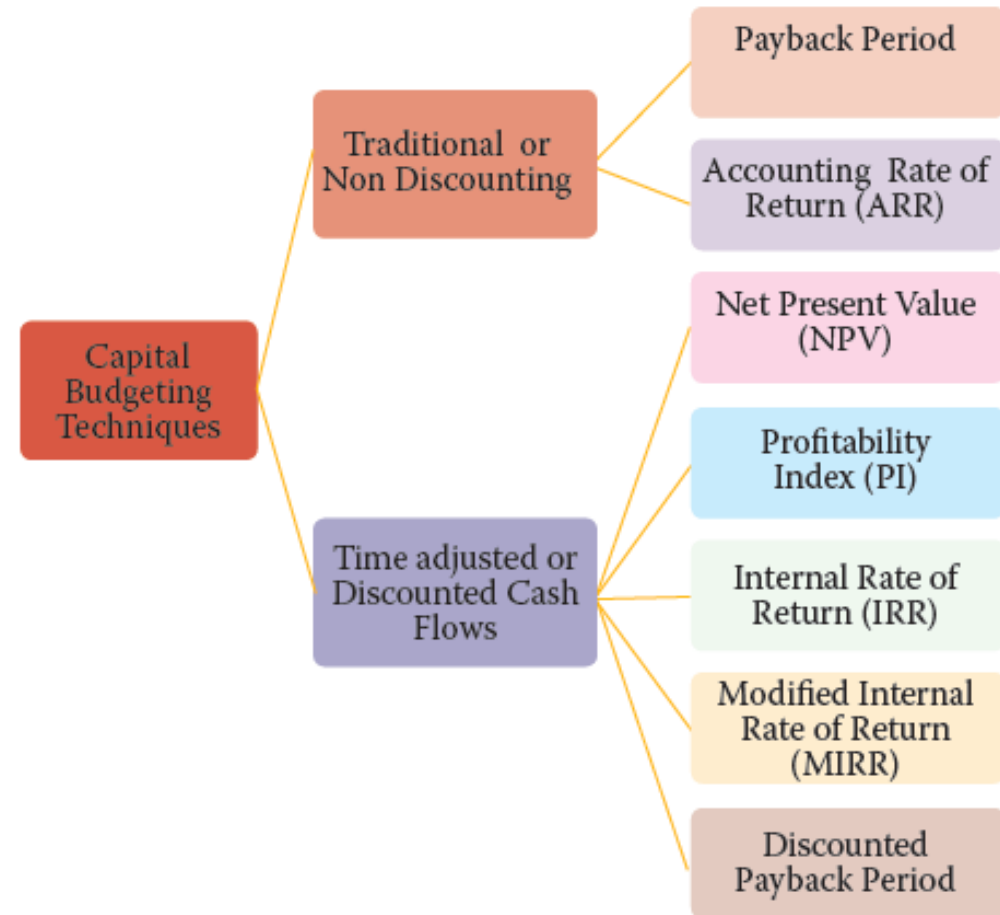 Capital
Budgeting
Techniques
Traditional or
Non Discounting
Payback Period
Accounting Rate of
Return (ARR)
Time adjusted or
Discounted Cash
Flows
Net Present Value
(NPV)
Profitability
Index (PI)
Internal Rate of
Return (IRR)
Modified Internal
Rate of Return
(MIRR)
Discounted
Payback Period